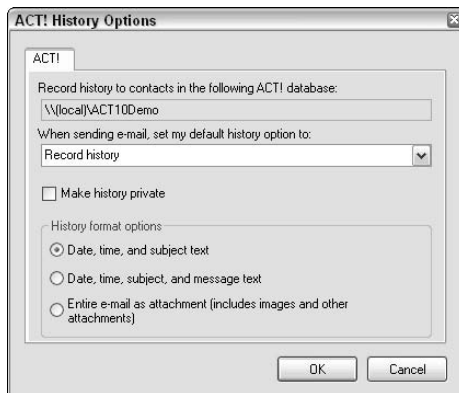 ACT! History Options
ACT!
Record history to contacts in the following ACT! database:
\\(local)\ACT10Demo
When sending e-mail, set my default history option to:
Record history
Make history private
History format options
Date, time, and subject text
Date, time, subject, and message text
Entire e-mail as attachment (includes images and other
attachments)
OK
Cancel